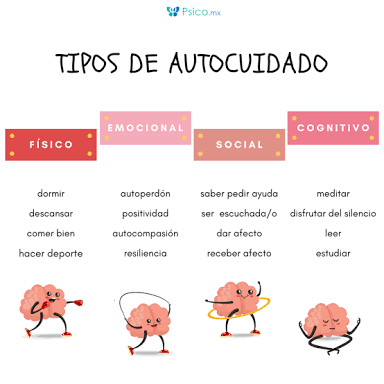 Psico.mx
TIPOS DE AUTOCUIDADO
FÍSICO
dormir
descansar
comer bien
hacer deporte
EMOCIONAL
autoperdón
positividad
autocompasión
resiliencia
SOCIAL
saber pedir ayuda
ser escuchada/o
dar afecto
receber afecto
COGNITIVO
meditar
disfrutar del silencio
leer
estudiar